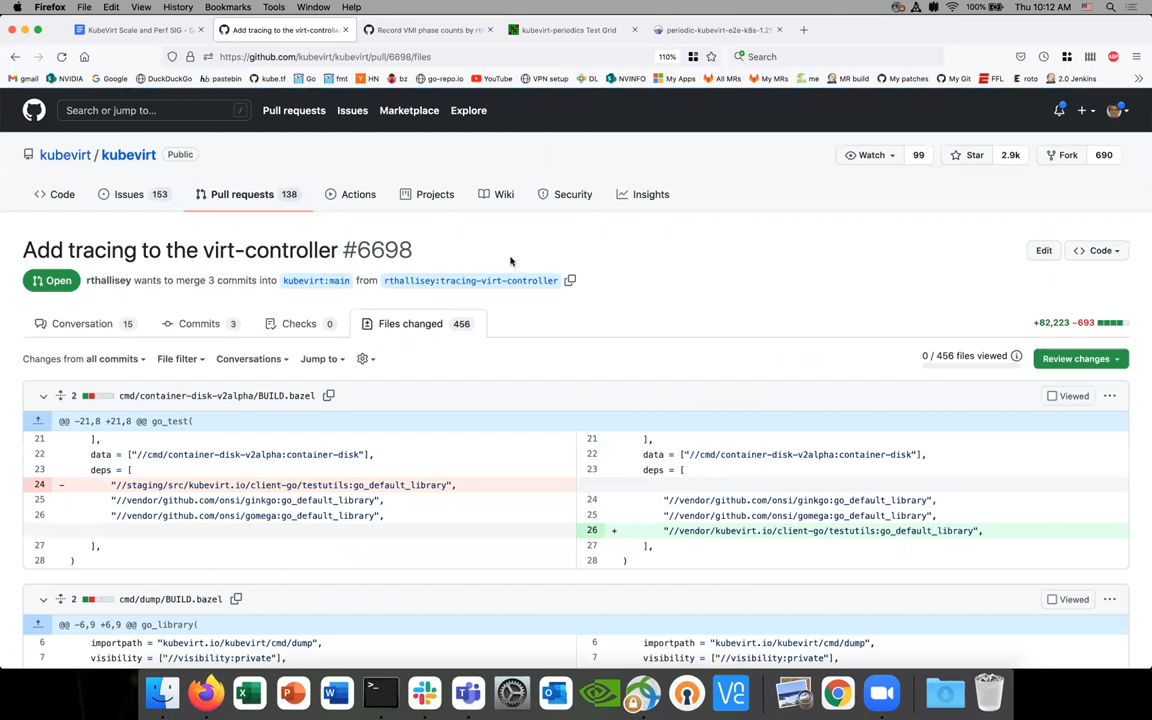 Firefox File Edit View History Bookmarks Tools Window Help 100% Thu 10:12 AM
KubeVirt Scale and Perf SIG – G × Add tracing to the virt-controlle × Record VMI phase counts by rth × kubevirt-periodics Test Grid × periodic-kubevirt-e2e-k8s-1.21 × +
https://github.com/kubevirt/kubevirt/pull/6698/files 110% Search
gmail NVIDIA Google DuckDuckGo pastebin kube.tf Go fmt HN bz go-repo.io YouTube VPN setup DL NVINFO My Apps All MRs My MRs me MR build My patches My Git FFL roto 2.0 Jenkins
Search or jump to... / Pull requests Issues Marketplace Explore
kubevirt / kubevirt Public Watch 99 Star 2.9k Fork 690
Code Issues 153 Pull requests 138 Actions Projects Wiki Security Insights
Add tracing to the virt-controller #6698 Edit Code
Open rthallisey wants to merge 3 commits into kubevirt:main from rthallisey:tracing-virt-controller
Conversation 15 Commits 3 Checks 0 Files changed 456 +82,223 −693
Changes from all commits File filter Conversations Jump to 0 / 456 files viewed Review changes
2 cmd/container-disk-v2alpha/BUILD.bazel Viewed
@@ -21,8 +21,8 @@ go_test(
21 ], 21 ],
22 data = ["//cmd/container-disk-v2alpha:container-disk"], 22 data = ["//cmd/container-disk-v2alpha:container-disk"],
23 deps = [ 23 deps = [
24 - "//staging/src/kubevirt.io/client-go/testutils:go_default_library",
25 "//vendor/github.com/onsi/ginkgo:go_default_library", 24 "//vendor/github.com/onsi/ginkgo:go_default_library",
26 "//vendor/github.com/onsi/gomega:go_default_library", 25 "//vendor/github.com/onsi/gomega:go_default_library",
26 + "//vendor/kubevirt.io/client-go/testutils:go_default_library",
27 ], 27 ],
28 ) 28 )
2 cmd/dump/BUILD.bazel Viewed
@@ -6,9 +6,9 @@ go_library(
6 importpath = "kubevirt.io/kubevirt/cmd/dump", 6 importpath = "kubevirt.io/kubevirt/cmd/dump",
7 visibility = ["//visibility:private"], 7 visibility = ["//visibility:private"],